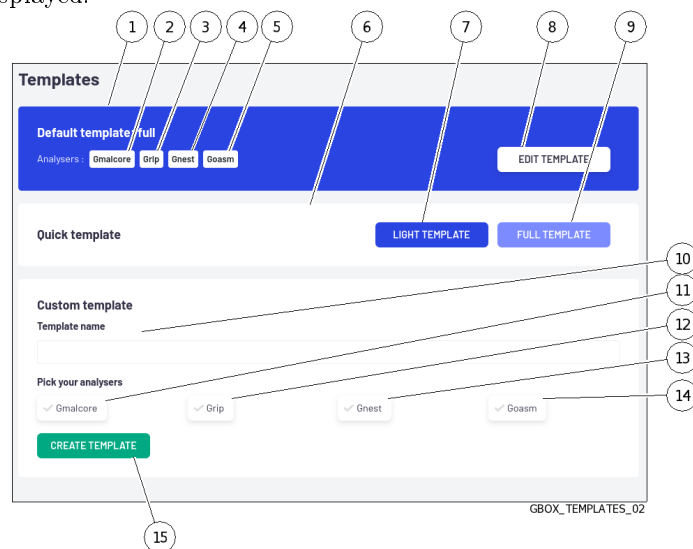 splayed.
1 2 3 4 5 6 7 8 9
Templates
Default template: full
Analysers : Gmalcore Grip Gnest Goasm
EDIT TEMPLATE
Quick template
LIGHT TEMPLATE FULL TEMPLATE
10
Custom template
11
Template name
12
13
Pick your analysers
14
Gmalcore Grip Gnest Goasm
CREATE TEMPLATE
GBOX_TEMPLATES_02
15